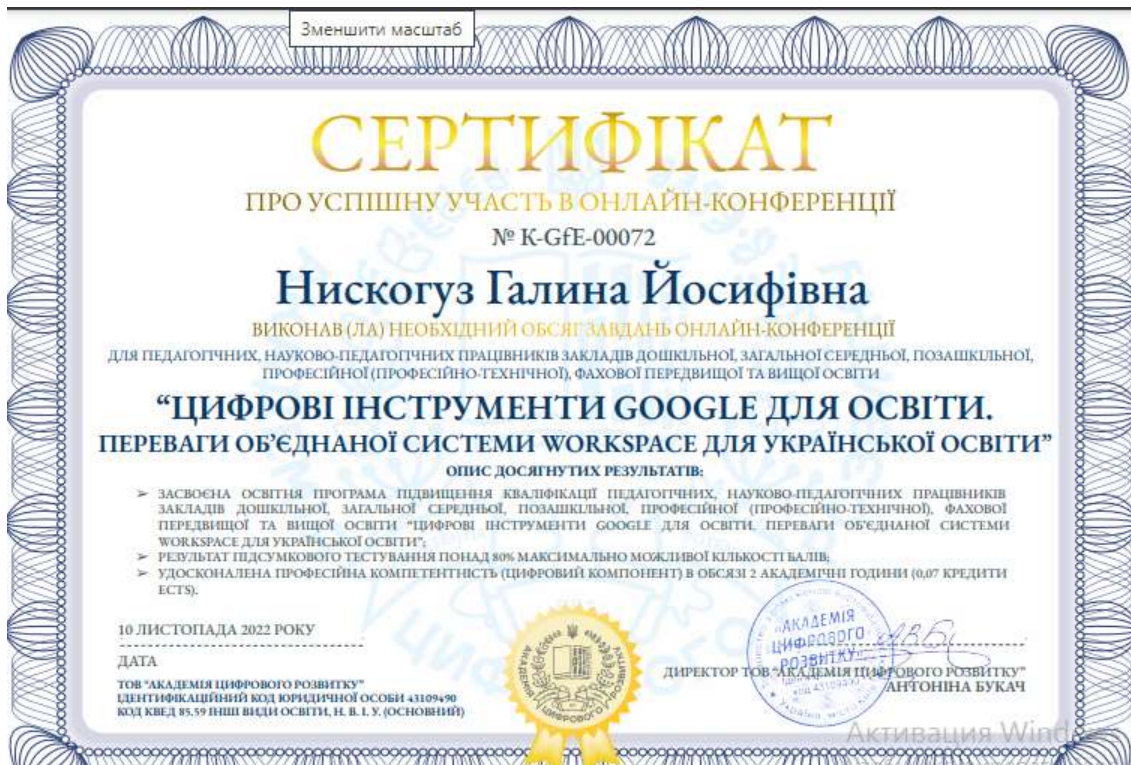 Зменшити масштаб
СЕРТИФІКАТ
ПРО УСПІШНУ УЧАСТЬ В ОНЛАЙН-КОНФЕРЕНЦІЇ
№ K-GfE-00072
Нискогуз Галина Йосифівна
ВИКОНАВ (ЛА) НЕОБХІДНИЙ ОБСЯГ ЗАВДАНЬ ОНЛАЙН-КОНФЕРЕНЦІЇ
ДЛЯ ПЕДАГОГІЧНИХ, НАУКОВО-ПЕДАГОГІЧНИХ ПРАЦІВНИКІВ ЗАКЛАДІВ ДОШКІЛЬНОЇ, ЗАГАЛЬНОЇ СЕРЕДНЬОЇ, ПОЗАШКІЛЬНОЇ,
ПРОФЕСІЙНОЇ (ПРОФЕСІЙНО-ТЕХНІЧНОЇ), ФАХОВОЇ ПЕРЕДВИЩОЇ ТА ВИЩОЇ ОСВІТИ
“ЦИФРОВІ ІНСТРУМЕНТИ GOOGLE ДЛЯ ОСВІТИ.
ПЕРЕВАГИ ОБ’ЄДНАНОЇ СИСТЕМИ WORKSPACE ДЛЯ УКРАЇНСЬКОЇ ОСВІТИ”
ОПИС ДОСЯГНУТИХ РЕЗУЛЬТАТІВ:
➢ ЗАСВОЄНА ОСВІТНЯ ПРОГРАМА ПІДВИЩЕННЯ КВАЛІФІКАЦІЇ ПЕДАГОГІЧНИХ, НАУКОВО-ПЕДАГОГІЧНИХ ПРАЦІВНИКІВ
ЗАКЛАДІВ ДОШКІЛЬНОЇ, ЗАГАЛЬНОЇ СЕРЕДНЬОЇ, ПОЗАШКІЛЬНОЇ, ПРОФЕСІЙНОЇ (ПРОФЕСІЙНО-ТЕХНІЧНОЇ), ФАХОВОЇ
ПЕРЕДВИЩОЇ ТА ВИЩОЇ ОСВІТИ “ЦИФРОВІ ІНСТРУМЕНТИ GOOGLE ДЛЯ ОСВІТИ. ПЕРЕВАГИ ОБ’ЄДНАНОЇ СИСТЕМИ
WORKSPACE ДЛЯ УКРАЇНСЬКОЇ ОСВІТИ”;
➢ РЕЗУЛЬТАТ ПІДСУМКОВОГО ТЕСТУВАННЯ ПОНАД 80% МАКСИМАЛЬНО МОЖЛИВОЇ КІЛЬКОСТІ БАЛІВ;
➢ УДОСКОНАЛЕНА ПРОФЕСІЙНА КОМПЕТЕНТНІСТЬ (ЦИФРОВИЙ КОМПОНЕНТ) В ОБСЯЗІ 2 АКАДЕМІЧНІ ГОДИНИ (0,07 КРЕДИТИ
ECTS).
10 ЛИСТОПАДА 2022 РОКУ
ДАТА
ТОВ “АКАДЕМІЯ ЦИФРОВОГО РОЗВИТКУ”
ІДЕНТИФІКАЦІЙНИЙ КОД ЮРИДИЧНОЇ ОСОБИ 43109490
КОД КВЕД 85.59 ІНШІ ВИДИ ОСВІТИ, Н. В. І. У. (ОСНОВНИЙ)
АКАДЕМІЯ ЦИФРОВОГО РОЗВИТКУ
“АКАДЕМІЯ
ЦИФРОВОГО
РОЗВИТКУ”
ДИРЕКТОР ТОВ “АКАДЕМІЯ ЦИФРОВОГО РОЗВИТКУ”
АНТОНІНА БУКАЧ
Активация Windows